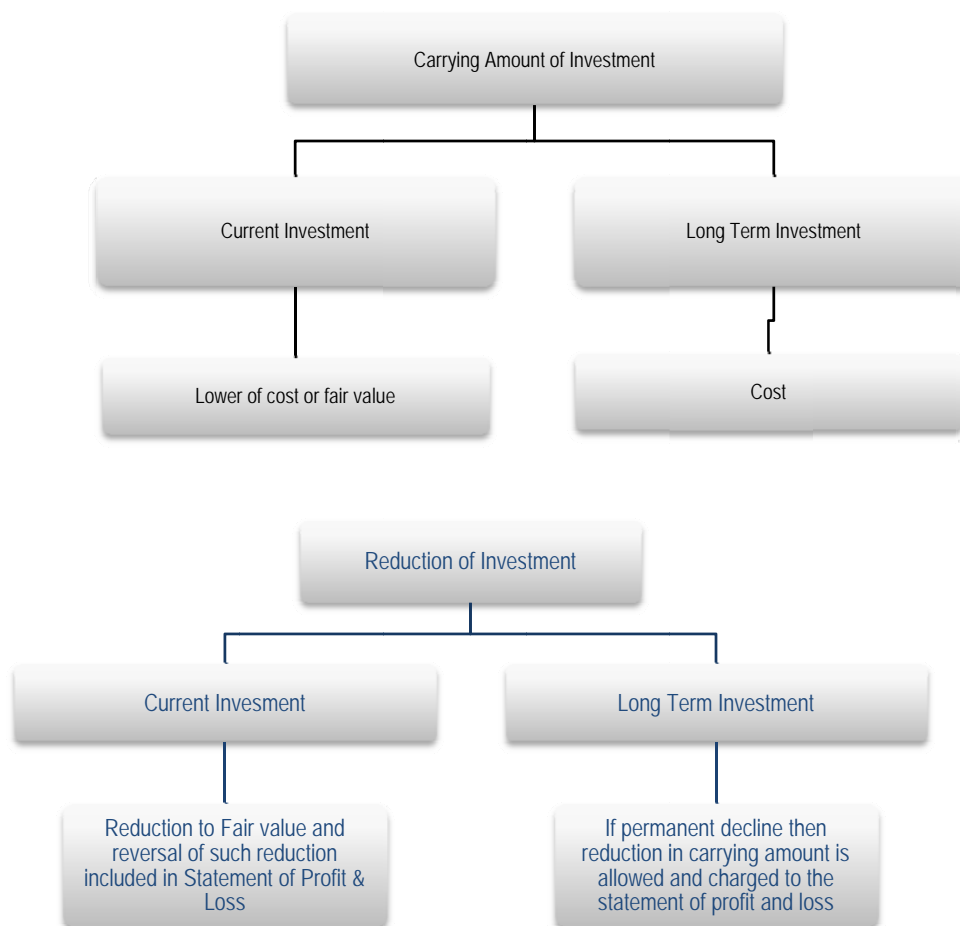 Carrying Amount of Investment
Current Investment
Long Term Investment
Lower of cost or fair value
Cost
Reduction of Investment
Current Invesment
Long Term Investment
Reduction to Fair value and
reversal of such reduction
included in Statement of Profit &
Loss
If permanent decline then
reduction in carrying amount is
allowed and charged to the
statement of profit and loss